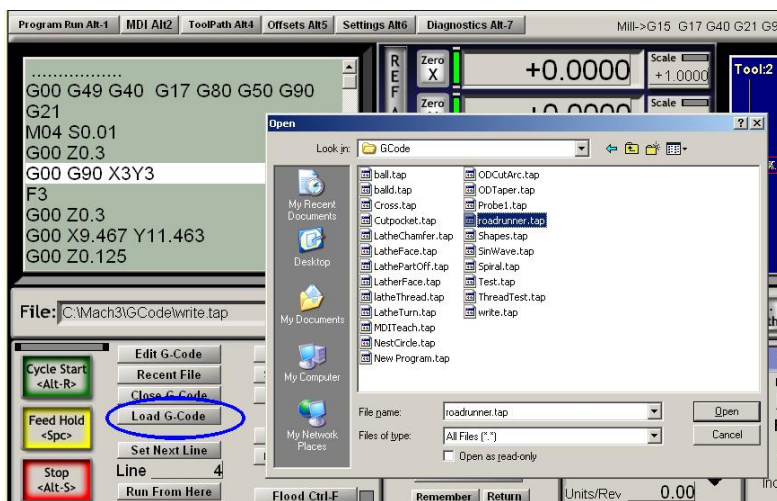 Program Run Alt-1 MDI Alt2 ToolPath Alt4 Offsets Alt5 Settings Alt6 Diagnostics Alt-7 Mill->G15 G17 G40 G21
..................
G00 G49 G40 G17 G80 G50 G90
G21
M04 S0.01
G00 Z0.3
G00 G90 X3Y3
F3
G00 Z0.3
G00 X9.467 Y11.463
G00 Z0.125
R
E
F
Zero
X
+0.0000
Scale
+1.0000
Tool:2
Zero
Scale
Open
Look in: GCode
My Recent
Documents
Desktop
My Documents
My Computer
My Network
Places
ball.tap
balld.tap
Cross.tap
Cutpocket.tap
LatheChamfer.tap
LatheFace.tap
LathePartOff.tap
LatherFace.tap
latheThread.tap
LatheTurn.tap
MDITeach.tap
NestCircle.tap
New Program.tap
ODCutArc.tap
ODTaper.tap
Probe1.tap
roadrunner.tap
Shapes.tap
SinWave.tap
Spiral.tap
Test.tap
ThreadTest.tap
write.tap
File name: roadrunner.tap Open
Files of type: All Files (*.*) Cancel
Open as read-only
File: C:\Mach3\GCode\write.tap
Cycle Start
<Alt-R>
Feed Hold
<Spc>
Stop
<Alt-S>
Edit G-Code
Recent File
Close G-Code
Load G-Code
Set Next Line
Line 4
Run From Here
Flood Ctrl-F
Remember Return
Units/Rev 0.00